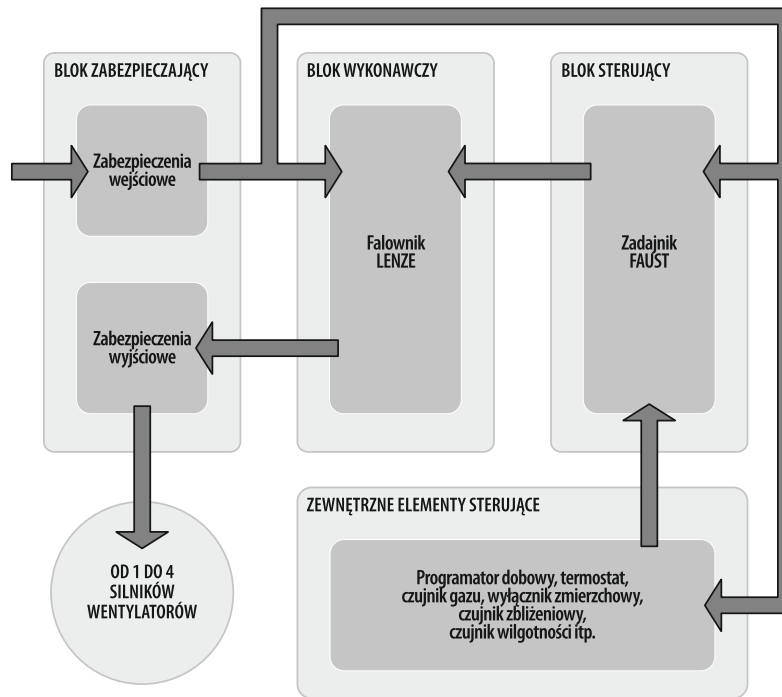 BLOK ZABEZPIECZAJĄCY
Zabezpieczenia
wejściowe
Zabezpieczenia
wyjściowe
BLOK WYKONAWCZY
Falownik
LENZE
BLOK STERUJĄCY
Zadajnik
FAUST
OD 1 DO 4
SILNIKÓW
WENTYLATORÓW
ZEWNĘTRZNE ELEMENTY STERUJĄCE
Programator dobowy, termostat,
czujnik gazu, wyłącznik zmierzchowy,
czujnik zbliżeniowy,
czujnik wilgotności itp.